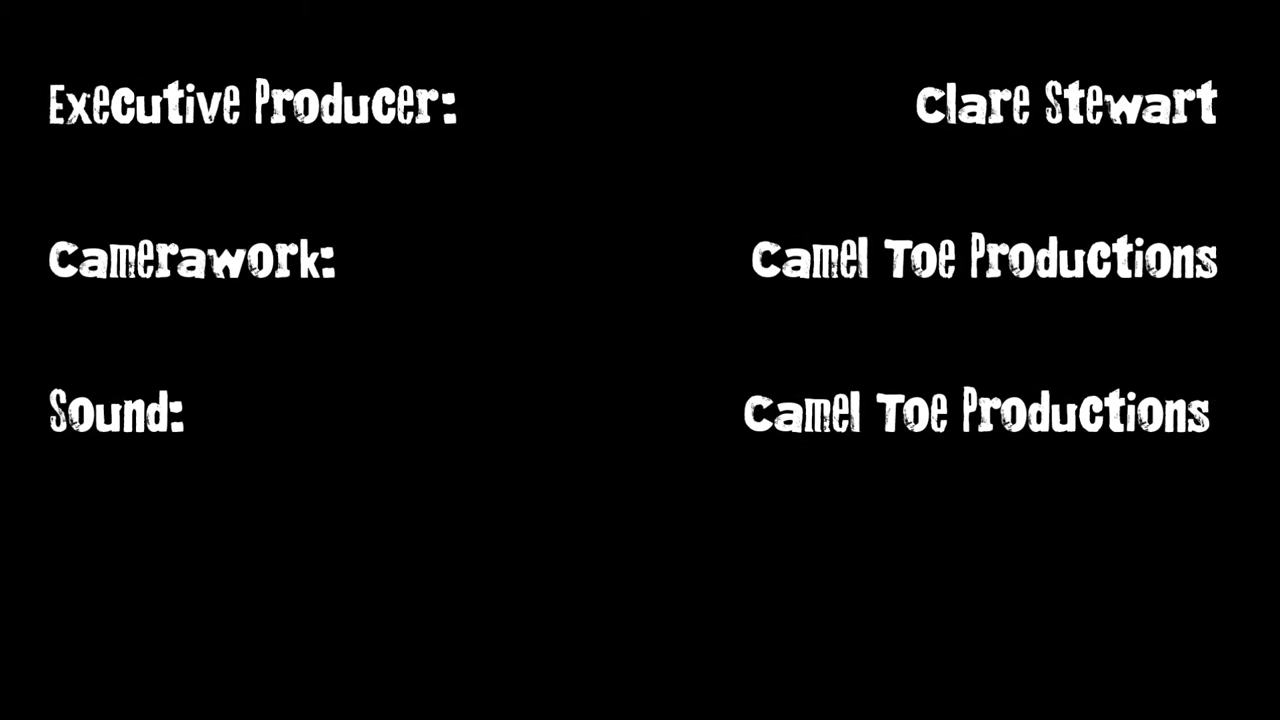 Executive Producer: Clare Stewart
Camerawork: Camel Toe Productions
Sound: Camel Toe Productions